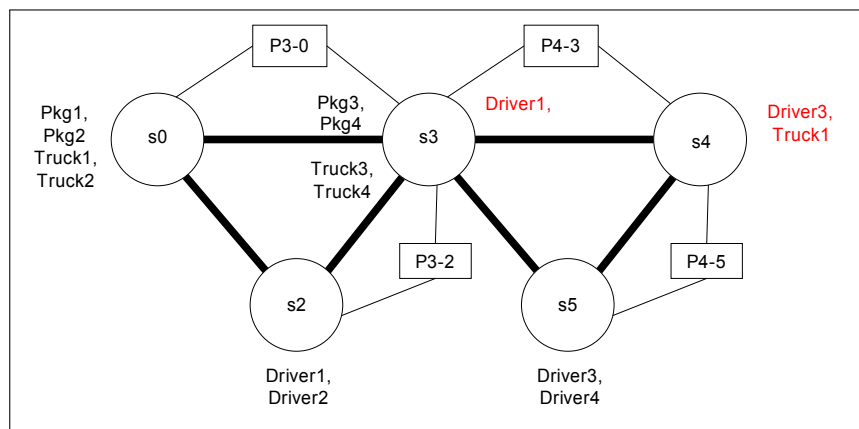 P3-0
P4-3
Pkg1,
Pkg2
Truck1,
Truck2
s0
Pkg3,
Pkg4
s3
Driver1,
s4
Driver3,
Truck1
Truck3,
Truck4
P3-2
P4-5
s2
s5
Driver1,
Driver2
Driver3,
Driver4